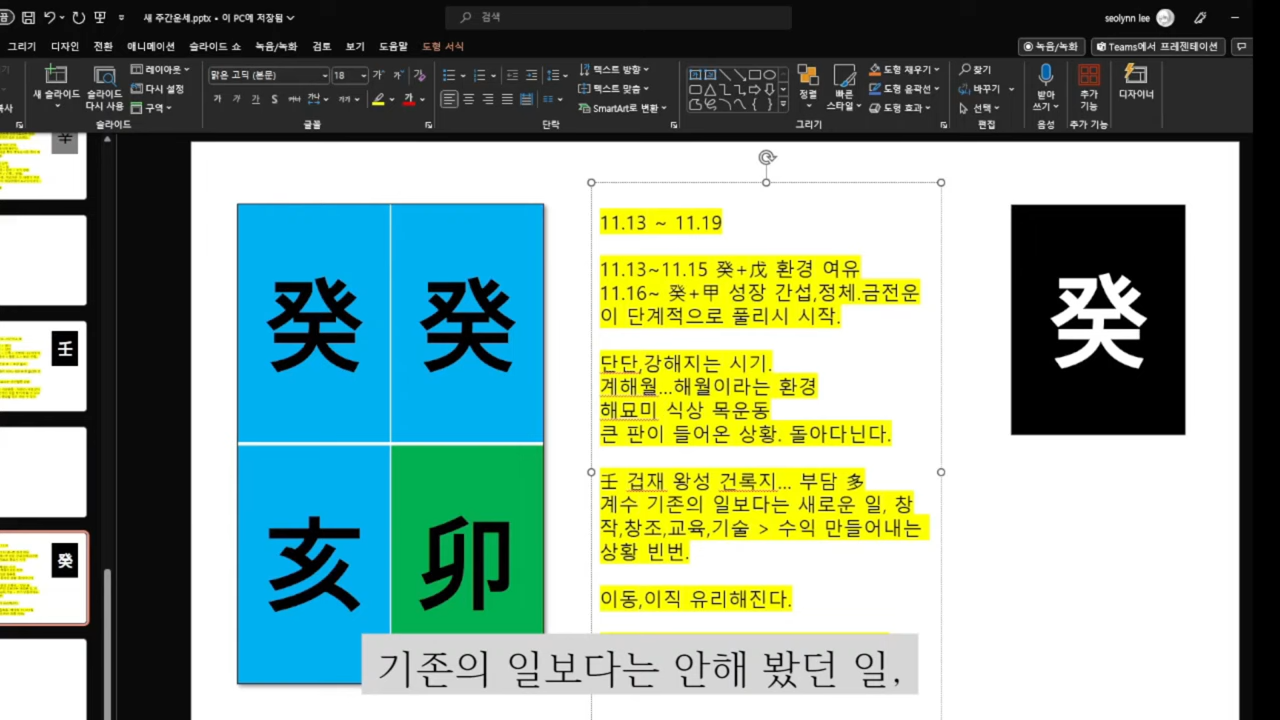 새 주간운세.pptx • 이 PC에 저장됨
검색
seolynn lee
그리기 디자인 전환 애니메이션 슬라이드 쇼 녹음/녹화 검토 보기 도움말 도형 서식
녹음/녹화 Teams에서 프레젠테이션
새 슬라이드
슬라이드 다시 사용
레이아웃
다시 설정
구역
슬라이드
맑은 고딕 (본문) 18
가 가 가 S
글꼴
텍스트 방향
텍스트 맞춤
SmartArt로 변환
단락
정렬
빠른 스타일
도형 채우기
도형 윤곽선
도형 효과
그리기
찾기
바꾸기
선택
편집
받아쓰기
음성
추가 기능
추가 기능
디자이너
辛
壬
癸
癸 癸
亥 卯
11.13 ~ 11.19
11.13~11.15 癸+戊 환경 여유
11.16~ 癸+甲 성장 간섭,정체.금전운
이 단계적으로 풀리시 시작.
단단,강해지는 시기.
계해월...해월이라는 환경
해묘미 식상 목운동
큰 판이 들어온 상황. 돌아다닌다.
壬 겁재 왕성 건록지... 부담 多
계수 기존의 일보다는 새로운 일, 창
작,창조,교육,기술 > 수익 만들어내는
상황 빈번.
이동,이직 유리해진다.
癸
기존의 일보다는 안해 봤던 일,